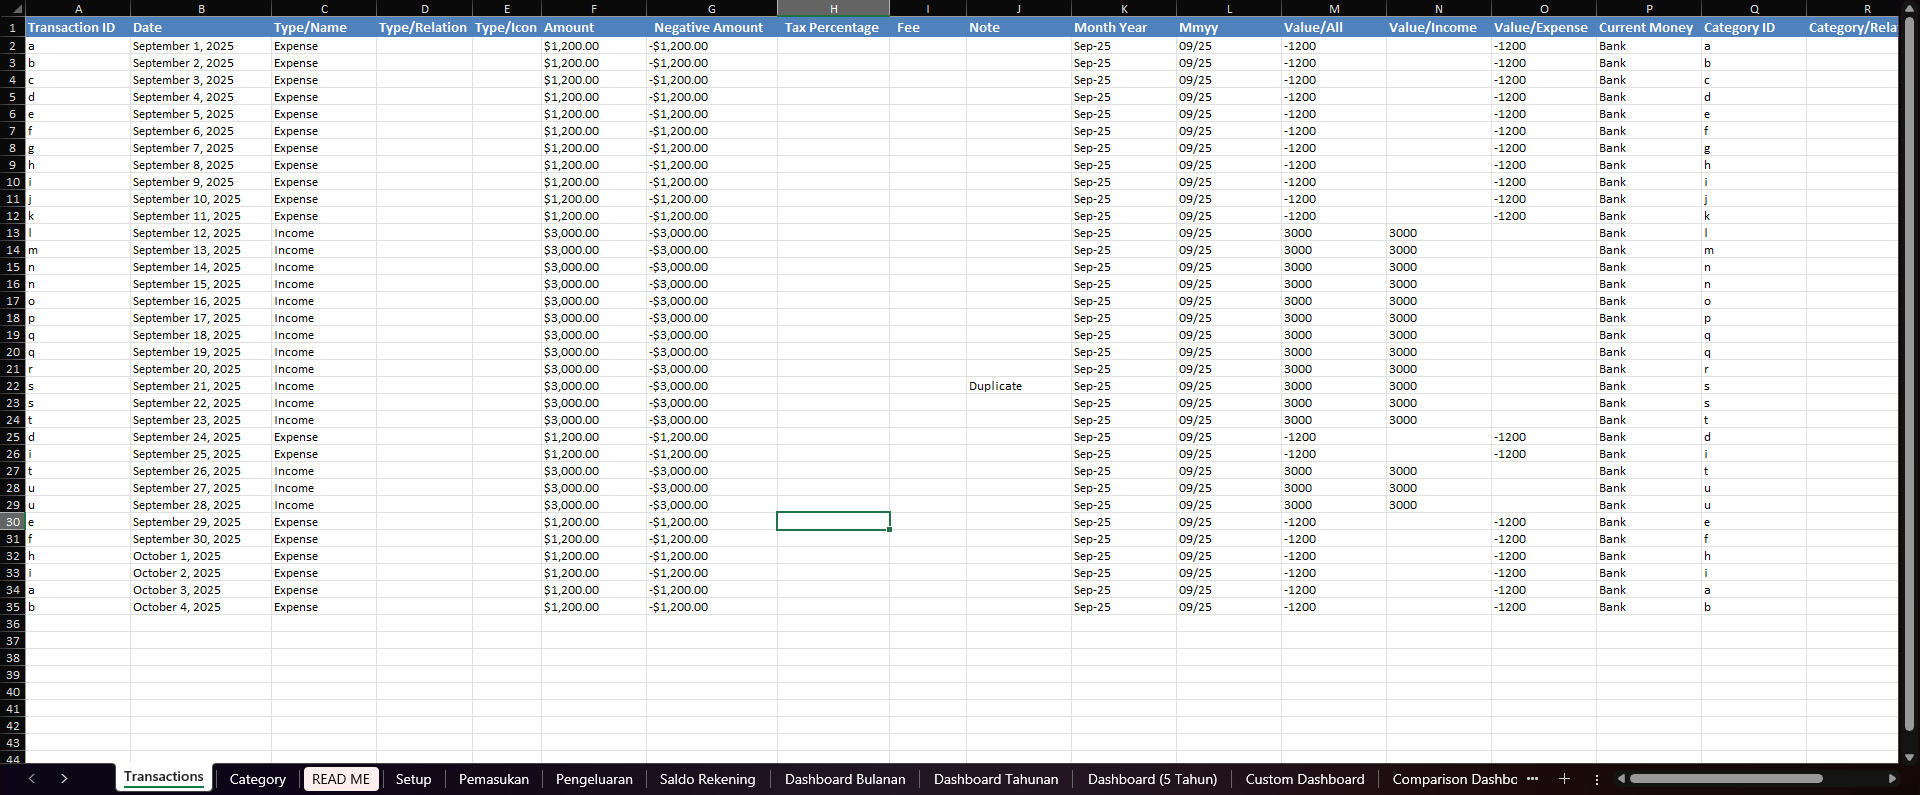 A B C D E F G H I J K L M N O P Q R
1 Transaction ID Date Type/Name Type/Relation Type/Icon Amount Negative Amount Tax Percentage Fee Note Month Year Mmyy Value/All Value/Income Value/Expense Current Money Category ID Category/Rela
2 a September 1, 2025 Expense $1,200.00 -$1,200.00 Sep-25 09/25 -1200 -1200 Bank a
3 b September 2, 2025 Expense $1,200.00 -$1,200.00 Sep-25 09/25 -1200 -1200 Bank b
4 c September 3, 2025 Expense $1,200.00 -$1,200.00 Sep-25 09/25 -1200 -1200 Bank c
5 d September 4, 2025 Expense $1,200.00 -$1,200.00 Sep-25 09/25 -1200 -1200 Bank d
6 e September 5, 2025 Expense $1,200.00 -$1,200.00 Sep-25 09/25 -1200 -1200 Bank e
7 f September 6, 2025 Expense $1,200.00 -$1,200.00 Sep-25 09/25 -1200 -1200 Bank f
8 g September 7, 2025 Expense $1,200.00 -$1,200.00 Sep-25 09/25 -1200 -1200 Bank g
9 h September 8, 2025 Expense $1,200.00 -$1,200.00 Sep-25 09/25 -1200 -1200 Bank h
10 i September 9, 2025 Expense $1,200.00 -$1,200.00 Sep-25 09/25 -1200 -1200 Bank i
11 j September 10, 2025 Expense $1,200.00 -$1,200.00 Sep-25 09/25 -1200 -1200 Bank j
12 k September 11, 2025 Expense $1,200.00 -$1,200.00 Sep-25 09/25 -1200 -1200 Bank k
13 l September 12, 2025 Income $3,000.00 -$3,000.00 Sep-25 09/25 3000 3000 Bank l
14 m September 13, 2025 Income $3,000.00 -$3,000.00 Sep-25 09/25 3000 3000 Bank m
15 n September 14, 2025 Income $3,000.00 -$3,000.00 Sep-25 09/25 3000 3000 Bank n
16 n September 15, 2025 Income $3,000.00 -$3,000.00 Sep-25 09/25 3000 3000 Bank n
17 o September 16, 2025 Income $3,000.00 -$3,000.00 Sep-25 09/25 3000 3000 Bank o
18 p September 17, 2025 Income $3,000.00 -$3,000.00 Sep-25 09/25 3000 3000 Bank p
19 q September 18, 2025 Income $3,000.00 -$3,000.00 Sep-25 09/25 3000 3000 Bank q
20 q September 19, 2025 Income $3,000.00 -$3,000.00 Sep-25 09/25 3000 3000 Bank q
21 r September 20, 2025 Income $3,000.00 -$3,000.00 Sep-25 09/25 3000 3000 Bank r
22 s September 21, 2025 Income $3,000.00 -$3,000.00 Duplicate Sep-25 09/25 3000 3000 Bank s
23 s September 22, 2025 Income $3,000.00 -$3,000.00 Sep-25 09/25 3000 3000 Bank s
24 t September 23, 2025 Income $3,000.00 -$3,000.00 Sep-25 09/25 3000 3000 Bank t
25 d September 24, 2025 Expense $1,200.00 -$1,200.00 Sep-25 09/25 -1200 -1200 Bank d
26 i September 25, 2025 Expense $1,200.00 -$1,200.00 Sep-25 09/25 -1200 -1200 Bank i
27 t September 26, 2025 Income $3,000.00 -$3,000.00 Sep-25 09/25 3000 3000 Bank t
28 u September 27, 2025 Income $3,000.00 -$3,000.00 Sep-25 09/25 3000 3000 Bank u
29 u September 28, 2025 Income $3,000.00 -$3,000.00 Sep-25 09/25 3000 3000 Bank u
30 e September 29, 2025 Expense $1,200.00 -$1,200.00 Sep-25 09/25 -1200 -1200 Bank e
31 f September 30, 2025 Expense $1,200.00 -$1,200.00 Sep-25 09/25 -1200 -1200 Bank f
32 h October 1, 2025 Expense $1,200.00 -$1,200.00 Sep-25 09/25 -1200 -1200 Bank h
33 i October 2, 2025 Expense $1,200.00 -$1,200.00 Sep-25 09/25 -1200 -1200 Bank i
34 a October 3, 2025 Expense $1,200.00 -$1,200.00 Sep-25 09/25 -1200 -1200 Bank a
35 b October 4, 2025 Expense $1,200.00 -$1,200.00 Sep-25 09/25 -1200 -1200 Bank b
36
37
38
39
40
41
42
43
44
Transactions Category READ ME Setup Pemasukan Pengeluaran Saldo Rekening Dashboard Bulanan Dashboard Tahunan Dashboard (5 Tahun) Custom Dashboard Comparison Dashbo